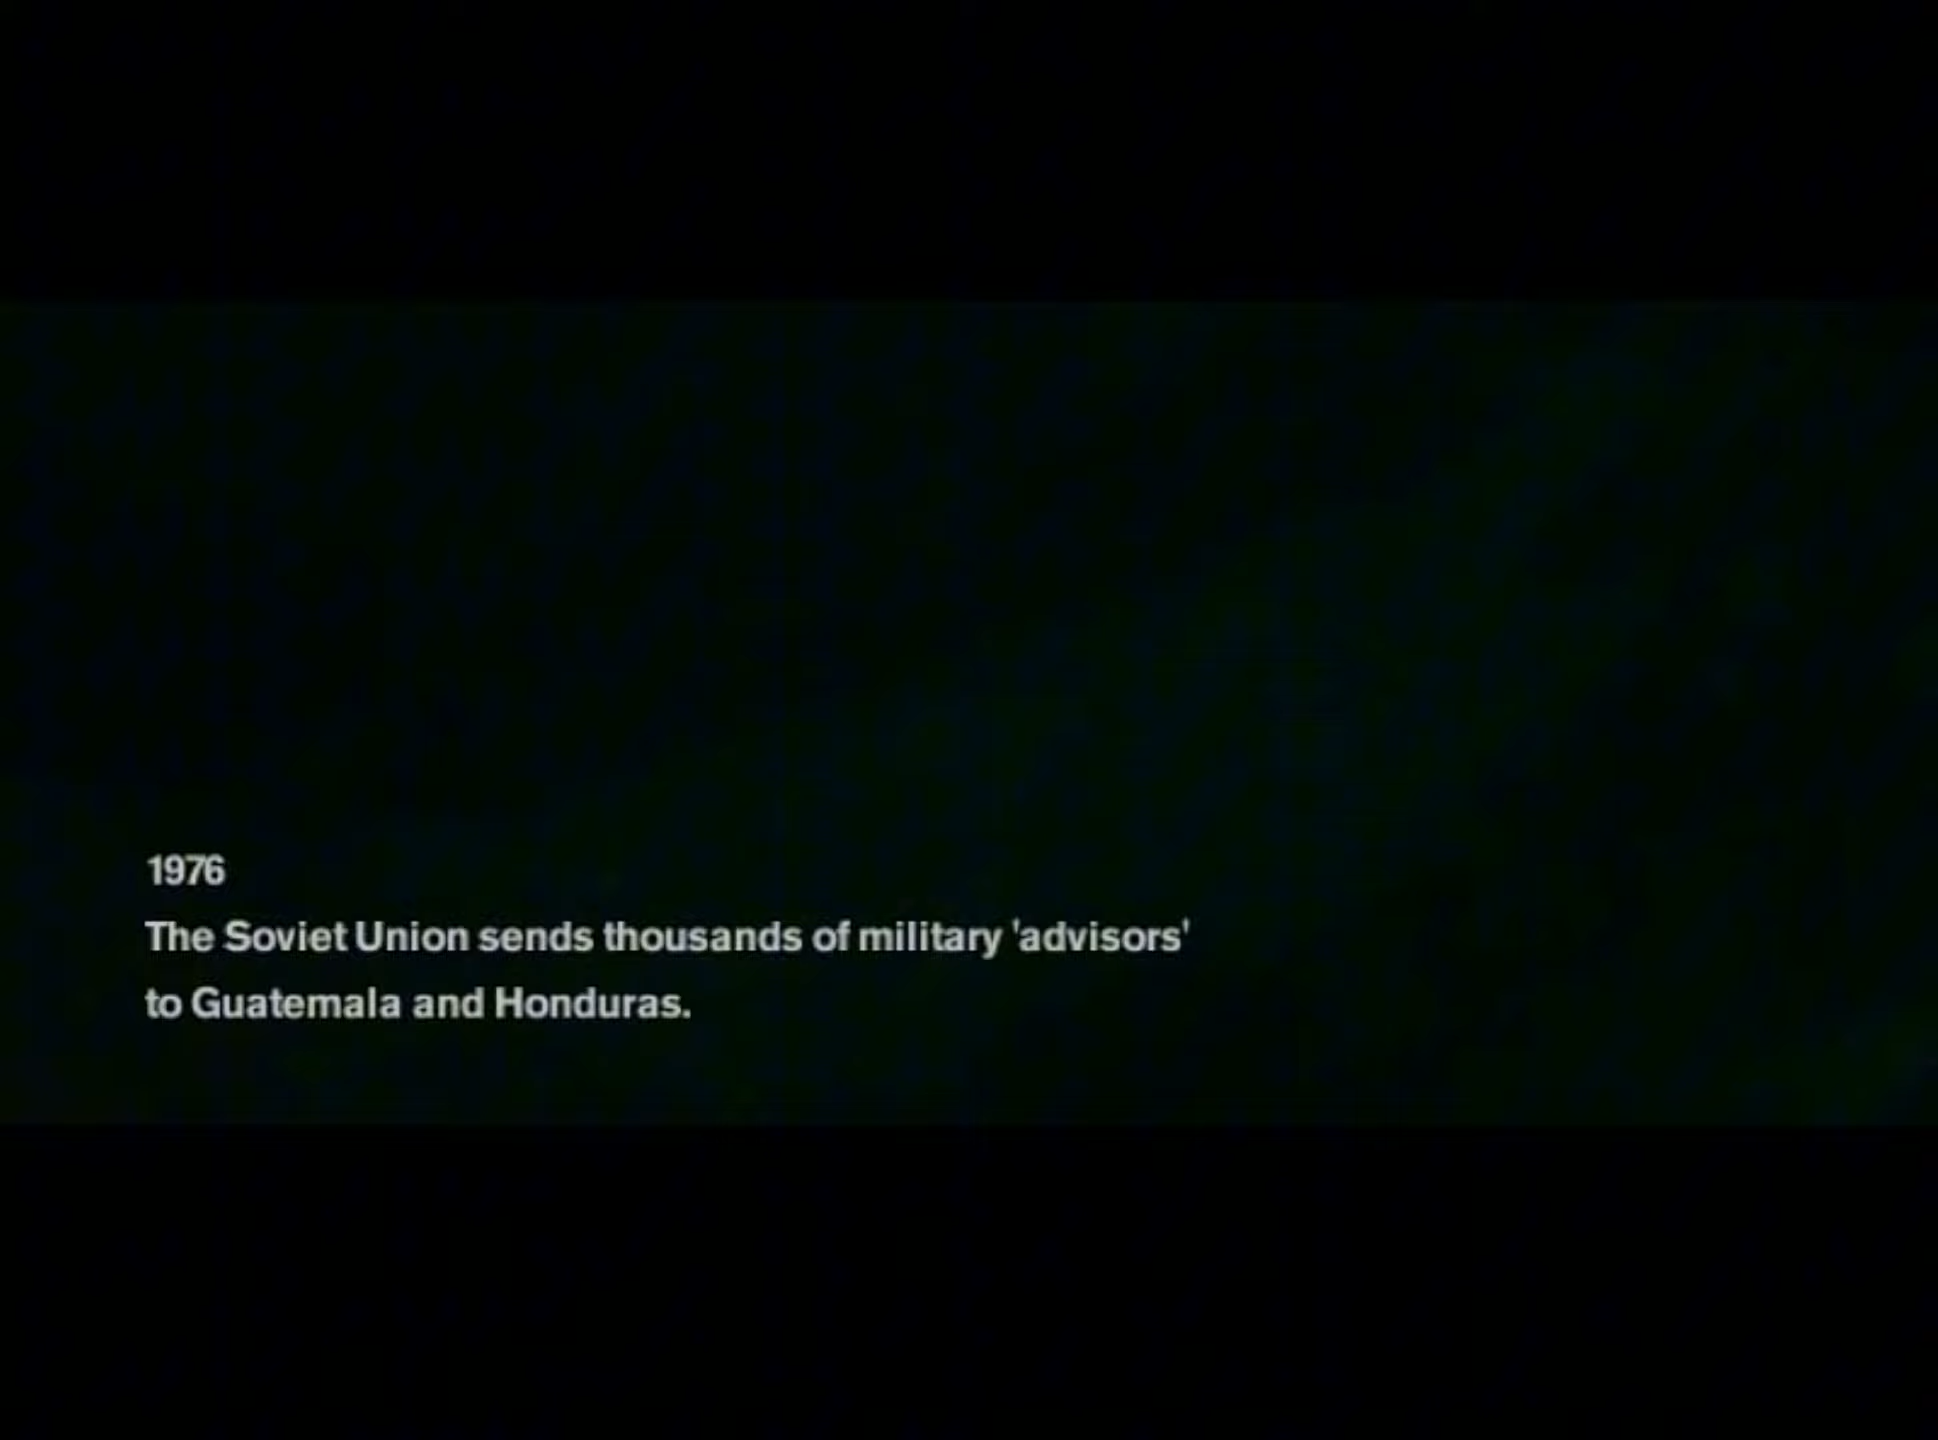 1976
The Soviet Union sends thousands of military 'advisors'
to Guatemala and Honduras.